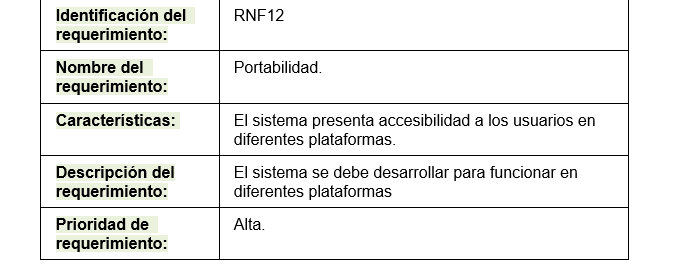 Identificación del
requerimiento:
RNF12
Nombre del
requerimiento:
Portabilidad.
Características:
El sistema presenta accesibilidad a los usuarios en
diferentes plataformas.
Descripción del
requerimiento:
El sistema se debe desarrollar para funcionar en
diferentes plataformas
Prioridad de
requerimiento:
Alta.